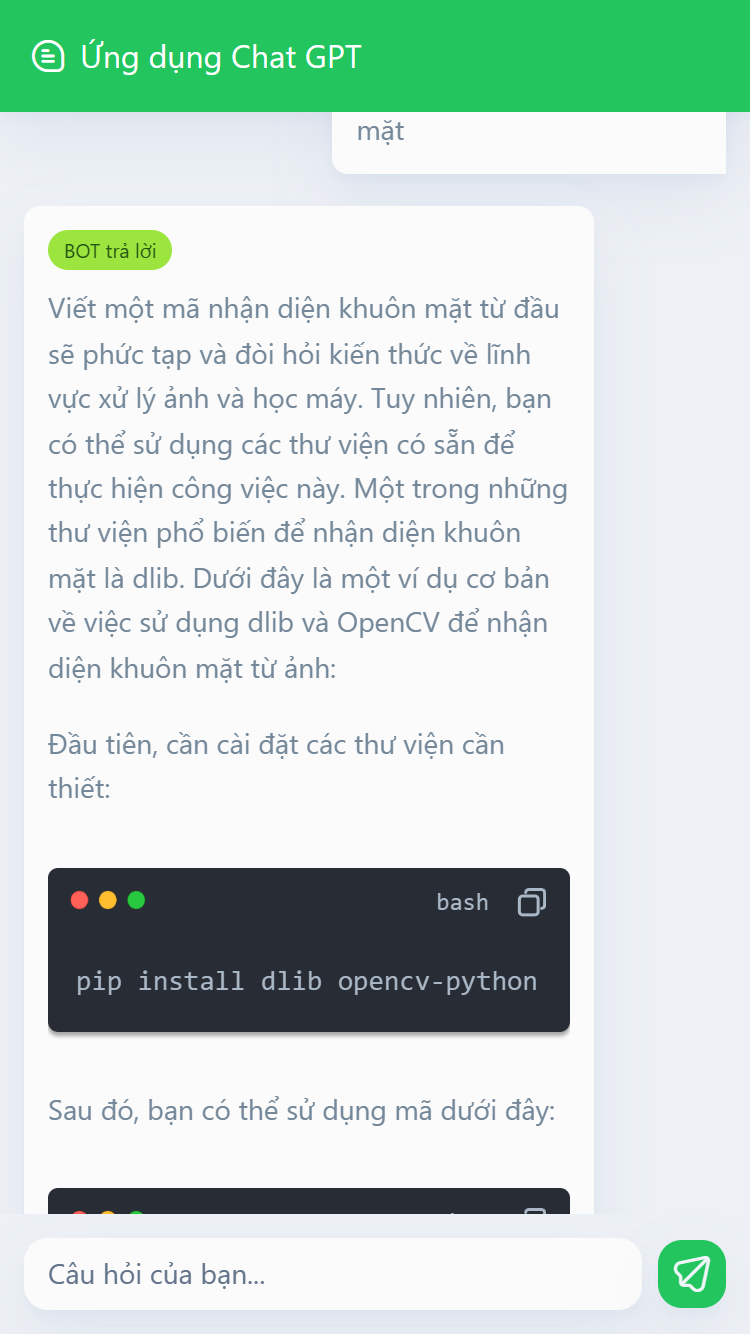 Ứng dụng Chat GPT
mặt
BOT trả lời
Viết một mã nhận diện khuôn mặt từ đầu
sẽ phức tạp và đòi hỏi kiến thức về lĩnh
vực xử lý ảnh và học máy. Tuy nhiên, bạn
có thể sử dụng các thư viện có sẵn để
thực hiện công việc này. Một trong những
thư viện phổ biến để nhận diện khuôn
mặt là dlib. Dưới đây là một ví dụ cơ bản
về việc sử dụng dlib và OpenCV để nhận
diện khuôn mặt từ ảnh:
Đầu tiên, cần cài đặt các thư viện cần
thiết:
bash
pip install dlib opencv-python
Sau đó, bạn có thể sử dụng mã dưới đây:
Câu hỏi của bạn...